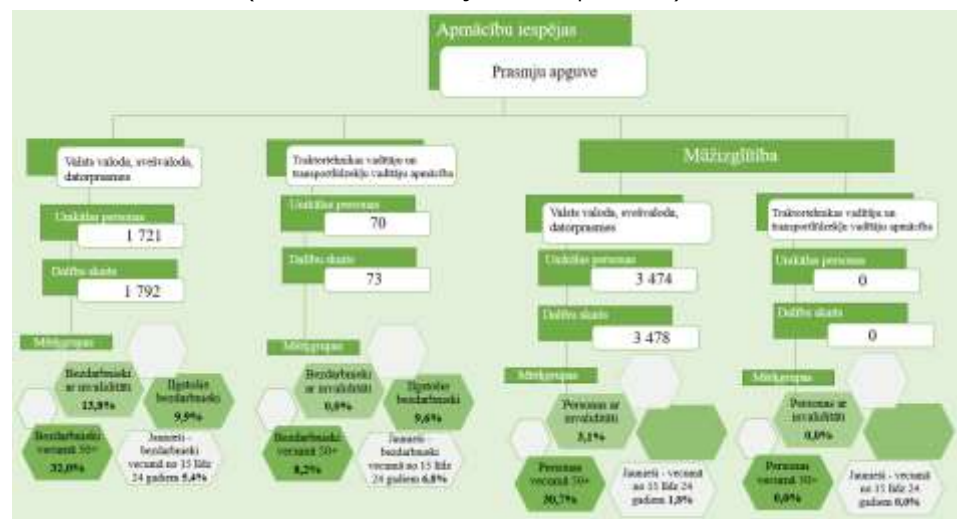 Apmācību iespējas
Prasmju apguve
Valsts valoda, svešvaloda,
datorprasmes
Unikālas personas
1 721
Dalību skaits
1 792
Mērķgrupas
Bezdarbnieki
ar invaliditāti
Ilgstošie
bezdarbnieki
9,9%
Bezdarbnieki
vecumā 50+
32,0%
Jaunieši -
bezdarbnieki
vecumā no 15 līdz
24 gadiem 5,4%
Traktortehnikas vadītāju un
transportlīdzekļu vadītāju apmācība
Unikālas personas
70
Dalību skaits
73
Mērķgrupas
Bezdarbnieki
ar invaliditāti
0,0%
Ilgstošie
bezdarbnieki
9,6%
Bezdarbnieki
vecumā 50+
8,2%
Jaunieši -
bezdarbnieki
vecumā no 15 līdz
24 gadiem 6,8%
Mūžizglītība
Valsts valoda, svešvaloda,
datorprasmes
Unikālas personas
3 474
Dalību skaits
3 478
Mērķgrupas
Personas ar
invaliditāti
3,1%
Personas
vecumā 50+
30,7%
Jaunieši - vecumā
no 15 līdz 24
gadiem 1,8%
Traktortehnikas vadītāju un
transportlīdzekļu vadītāju apmācība
Unikālas personas
0
Dalību skaits
0
Mērķgrupas
Personas ar
invaliditāti
0,0%
Personas
vecumā 50+
0,0%
Jaunieši - vecumā
no 15 līdz 24
gadiem 0,0%